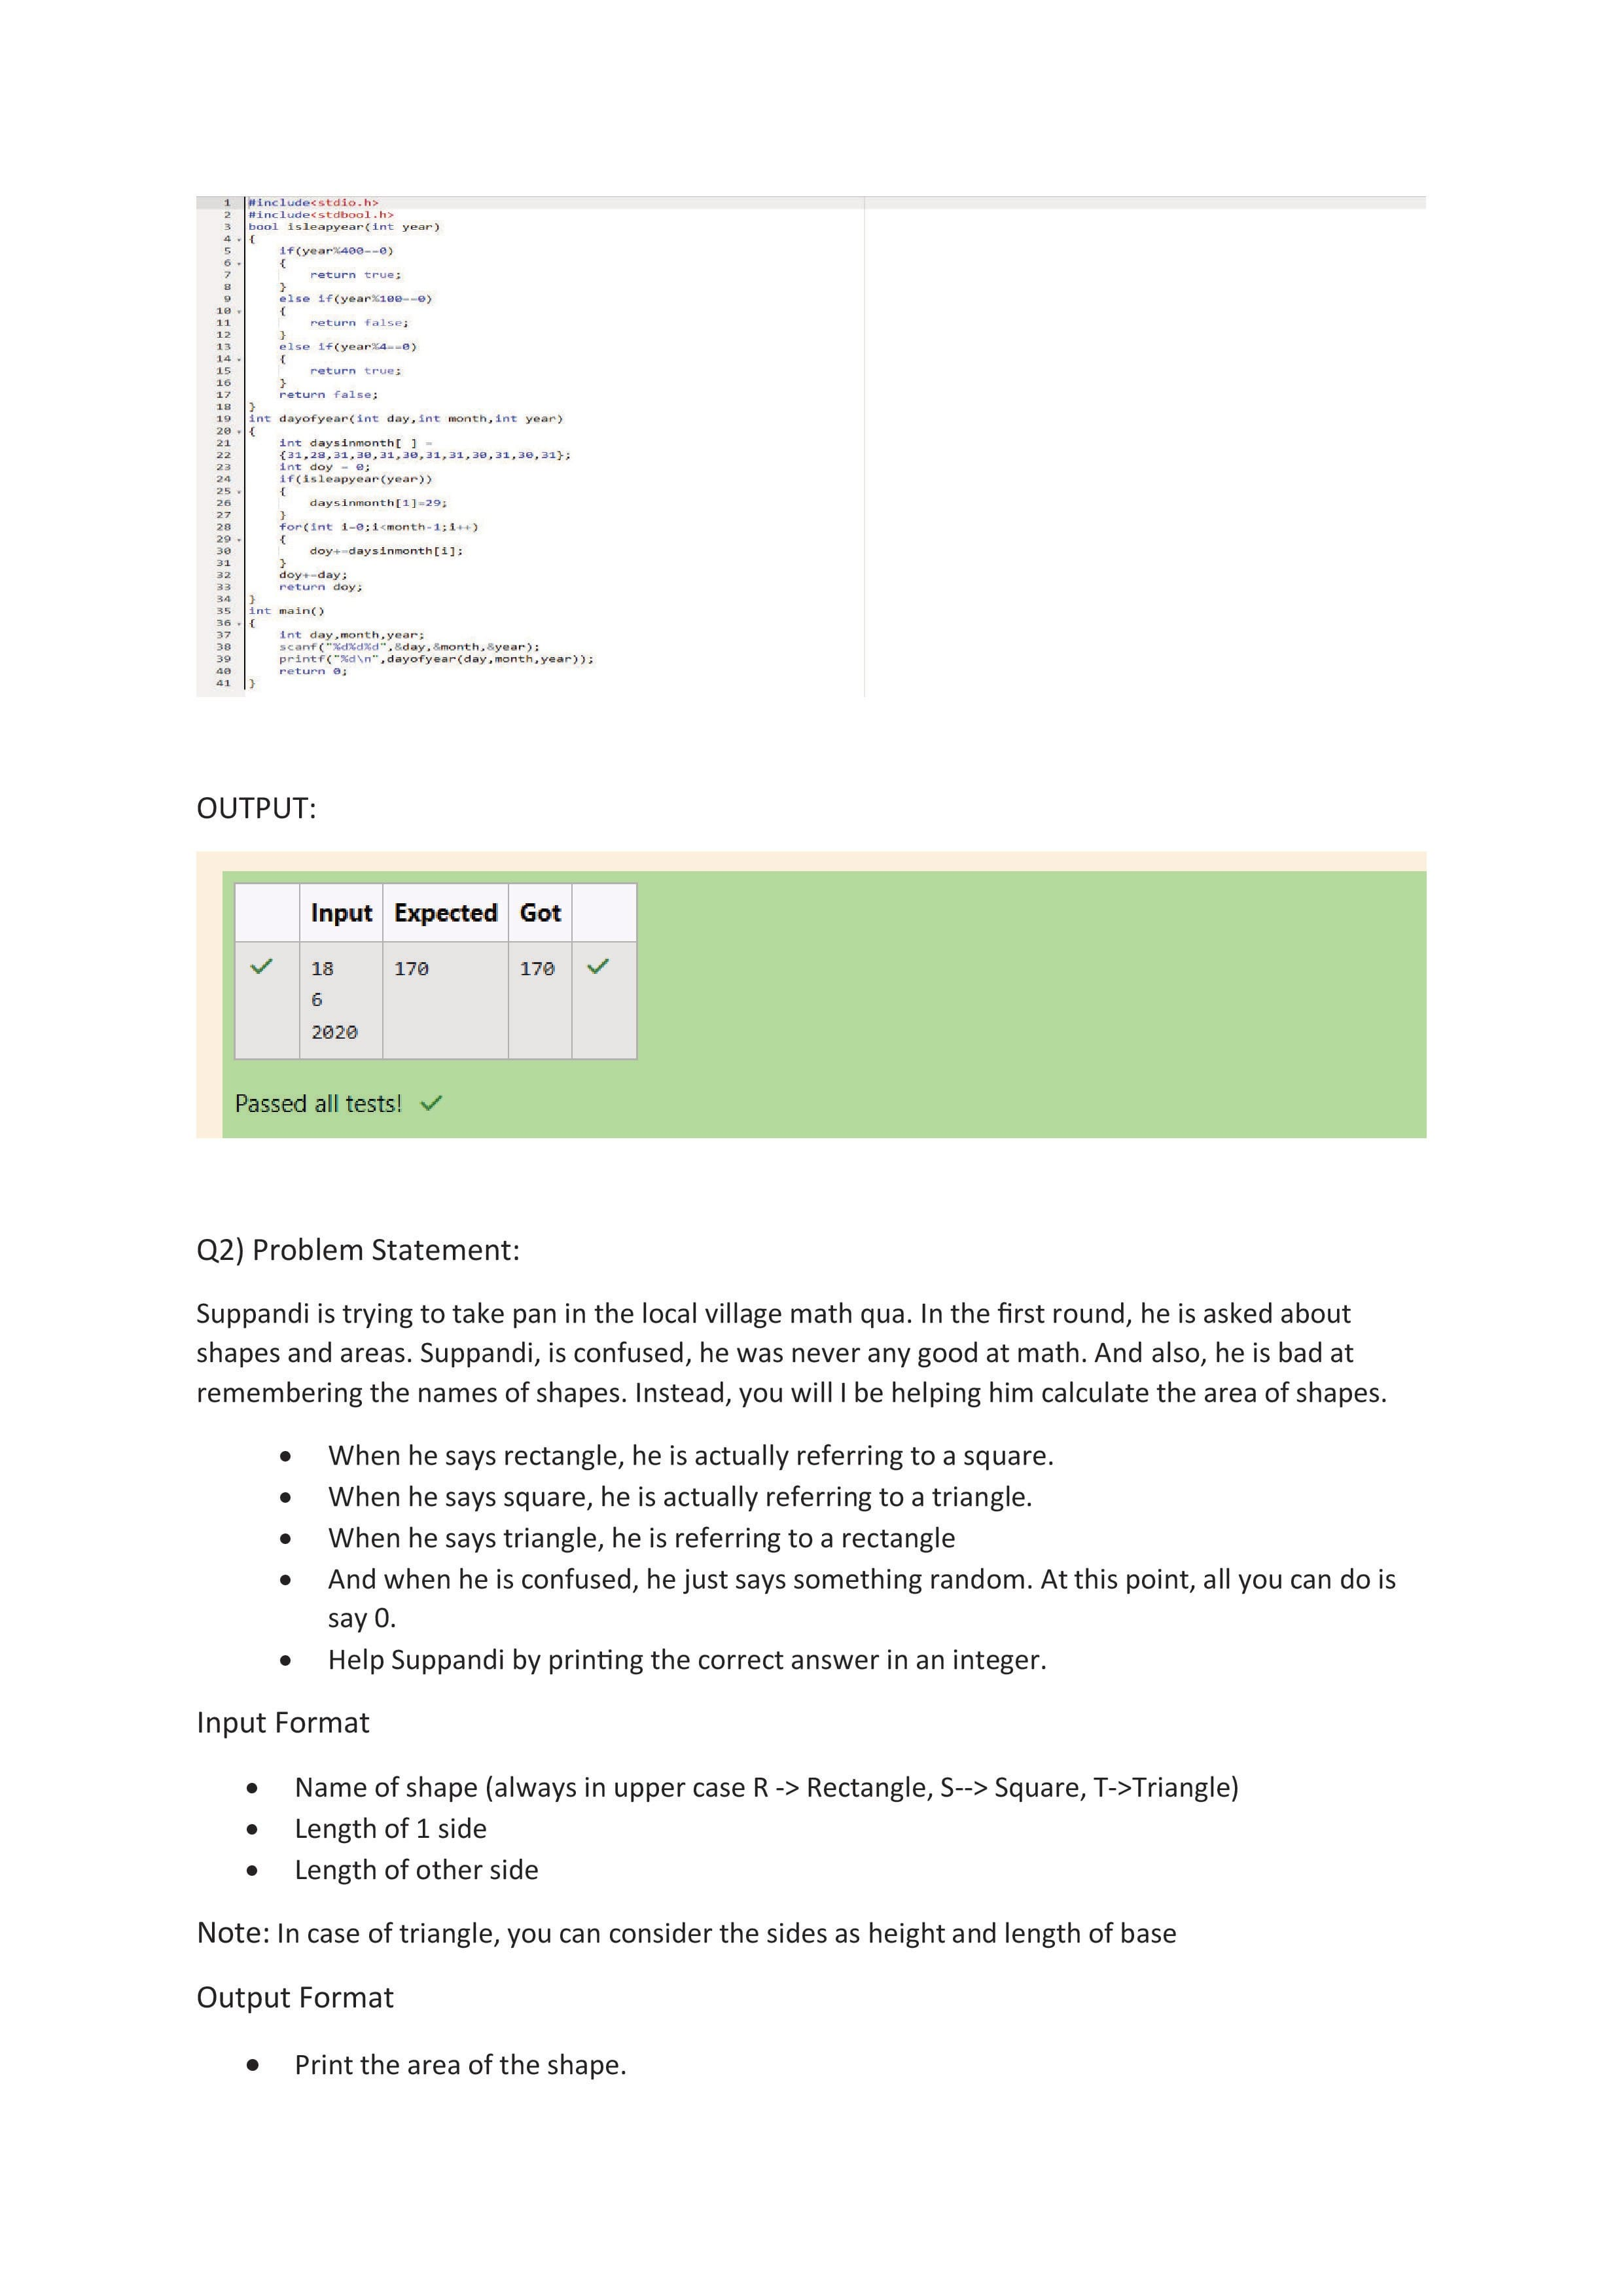 1 #include<stdio.h>
2 #include<stdbool.h>
3 bool isleapyear(int year)
4 {
5 if(year%400==0)
6 {
7 return true;
8 }
9 else if(year%100==0)
10 {
11 return false;
12 }
13 else if(year%4==0)
14 {
15 return true;
16 }
17 return false;
18 }
19 int dayofyear(int day,int month,int year)
20 {
21 int daysinmonth[ ] =
22 {31,28,31,30,31,30,31,31,30,31,30,31};
23 int doy = 0;
24 if(isleapyear(year))
25 {
26 daysinmonth[1]=29;
27 }
28 for(int i=0;i<month-1;i++)
29 {
30 doy+=daysinmonth[i];
31 }
32 doy+=day;
33 return doy;
34 }
35 int main()
36 {
37 int day,month,year;
38 scanf("%d%d%d",&day,&month,&year);
39 printf("%d\n",dayofyear(day,month,year));
40 return 0;
41 }
OUTPUT:
Input Expected Got
18 170 170
6
2020
Passed all tests!
Q2) Problem Statement:
Suppandi is trying to take pan in the local village math qua. In the first round, he is asked about
shapes and areas. Suppandi, is confused, he was never any good at math. And also, he is bad at
remembering the names of shapes. Instead, you will I be helping him calculate the area of shapes.
• When he says rectangle, he is actually referring to a square.
• When he says square, he is actually referring to a triangle.
• When he says triangle, he is referring to a rectangle
• And when he is confused, he just says something random. At this point, all you can do is
say 0.
• Help Suppandi by printing the correct answer in an integer.
Input Format
• Name of shape (always in upper case R -> Rectangle, S--> Square, T->Triangle)
• Length of 1 side
• Length of other side
Note: In case of triangle, you can consider the sides as height and length of base
Output Format
• Print the area of the shape.